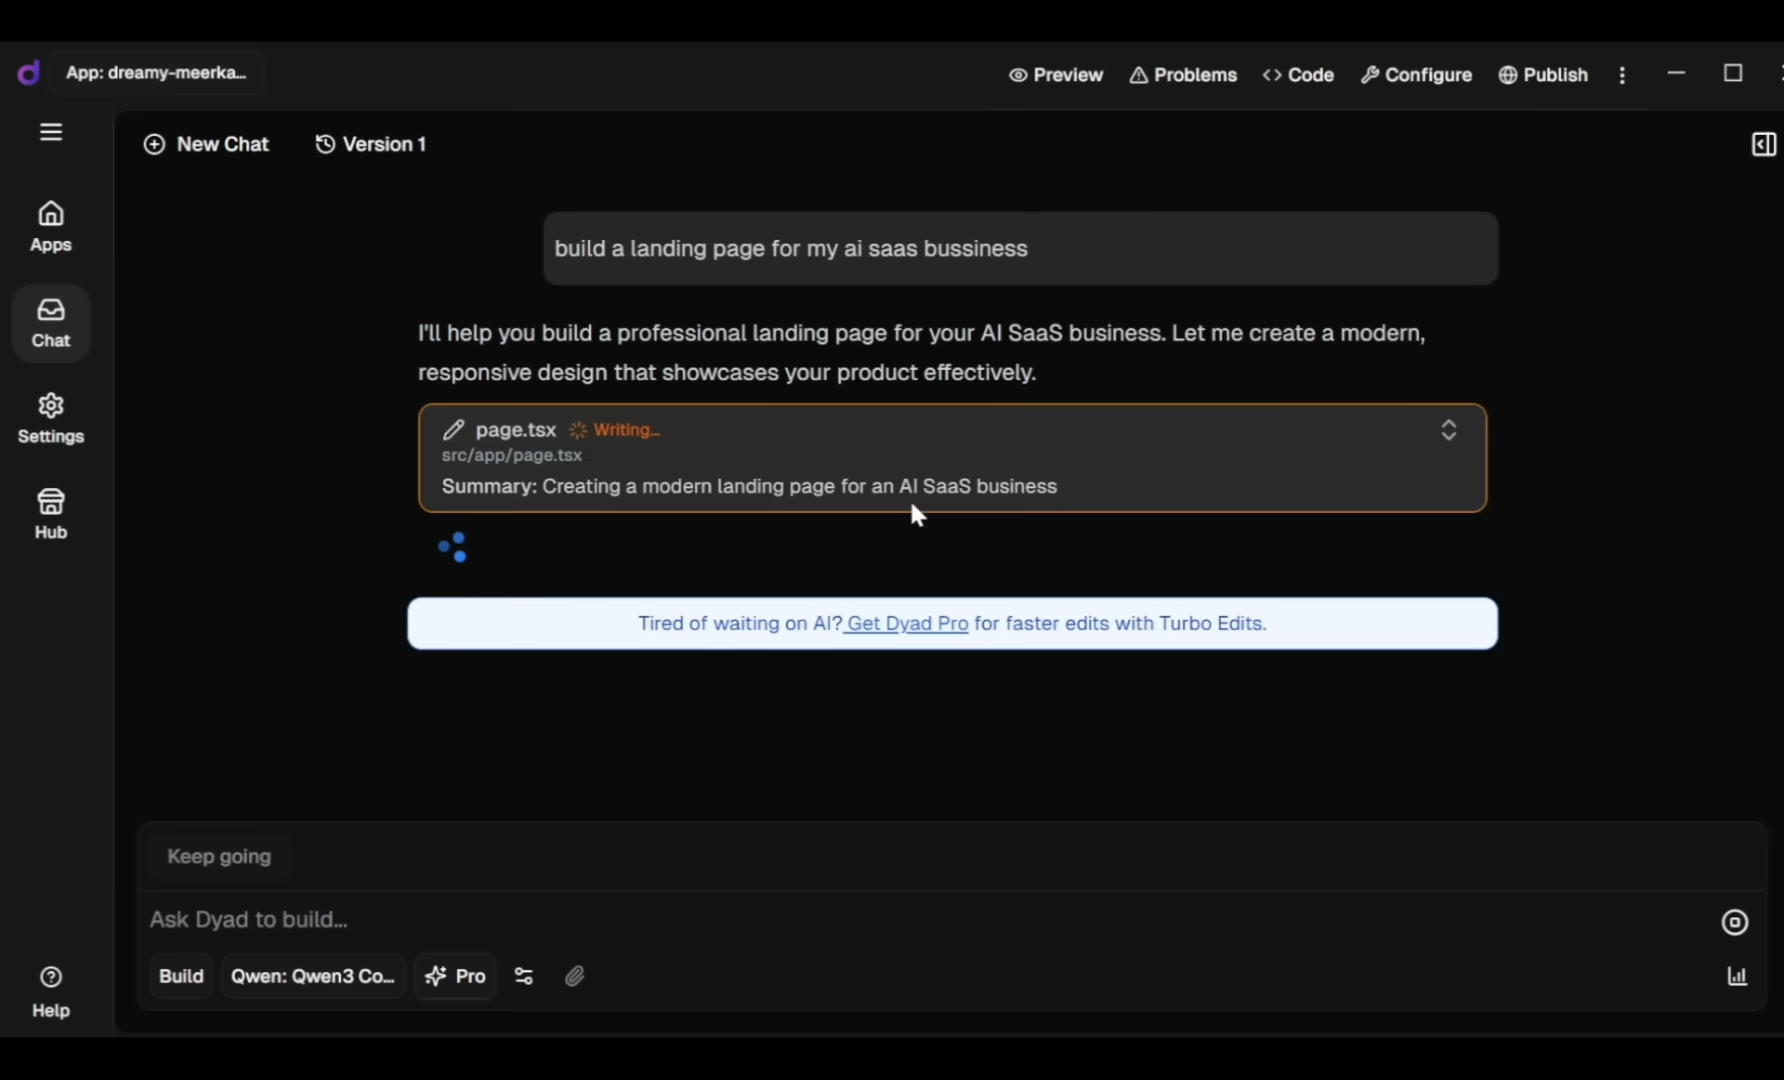 App: dreamy-meerka...
Preview
Problems
Code
Configure
Publish
New Chat
Version 1
Apps
Chat
Settings
Hub
Help
build a landing page for my ai saas bussiness
I'll help you build a professional landing page for your AI SaaS business. Let me create a modern,
responsive design that showcases your product effectively.
page.tsx Writing...
src/app/page.tsx
Summary: Creating a modern landing page for an AI SaaS business
Tired of waiting on AI? Get Dyad Pro for faster edits with Turbo Edits.
Keep going
Ask Dyad to build...
Build
Qwen: Qwen3 Co...
Pro